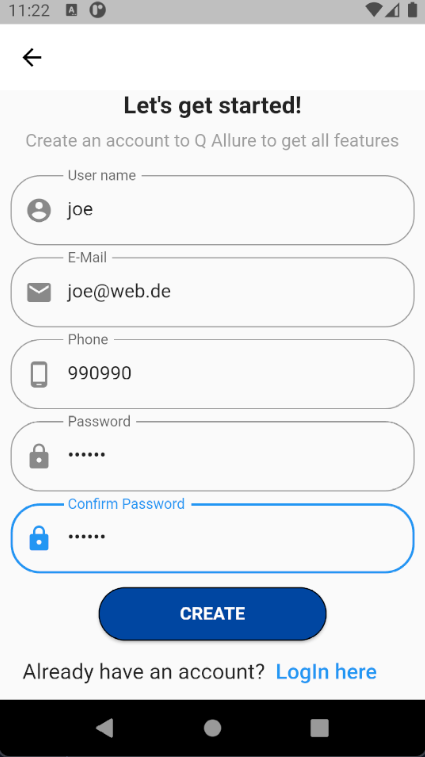 11:22
Let's get started!
Create an account to Q Allure to get all features
User name
joe
E-Mail
joe@web.de
Phone
990990
Password
••••••
Confirm Password
••••••
CREATE
Already have an account? LogIn here